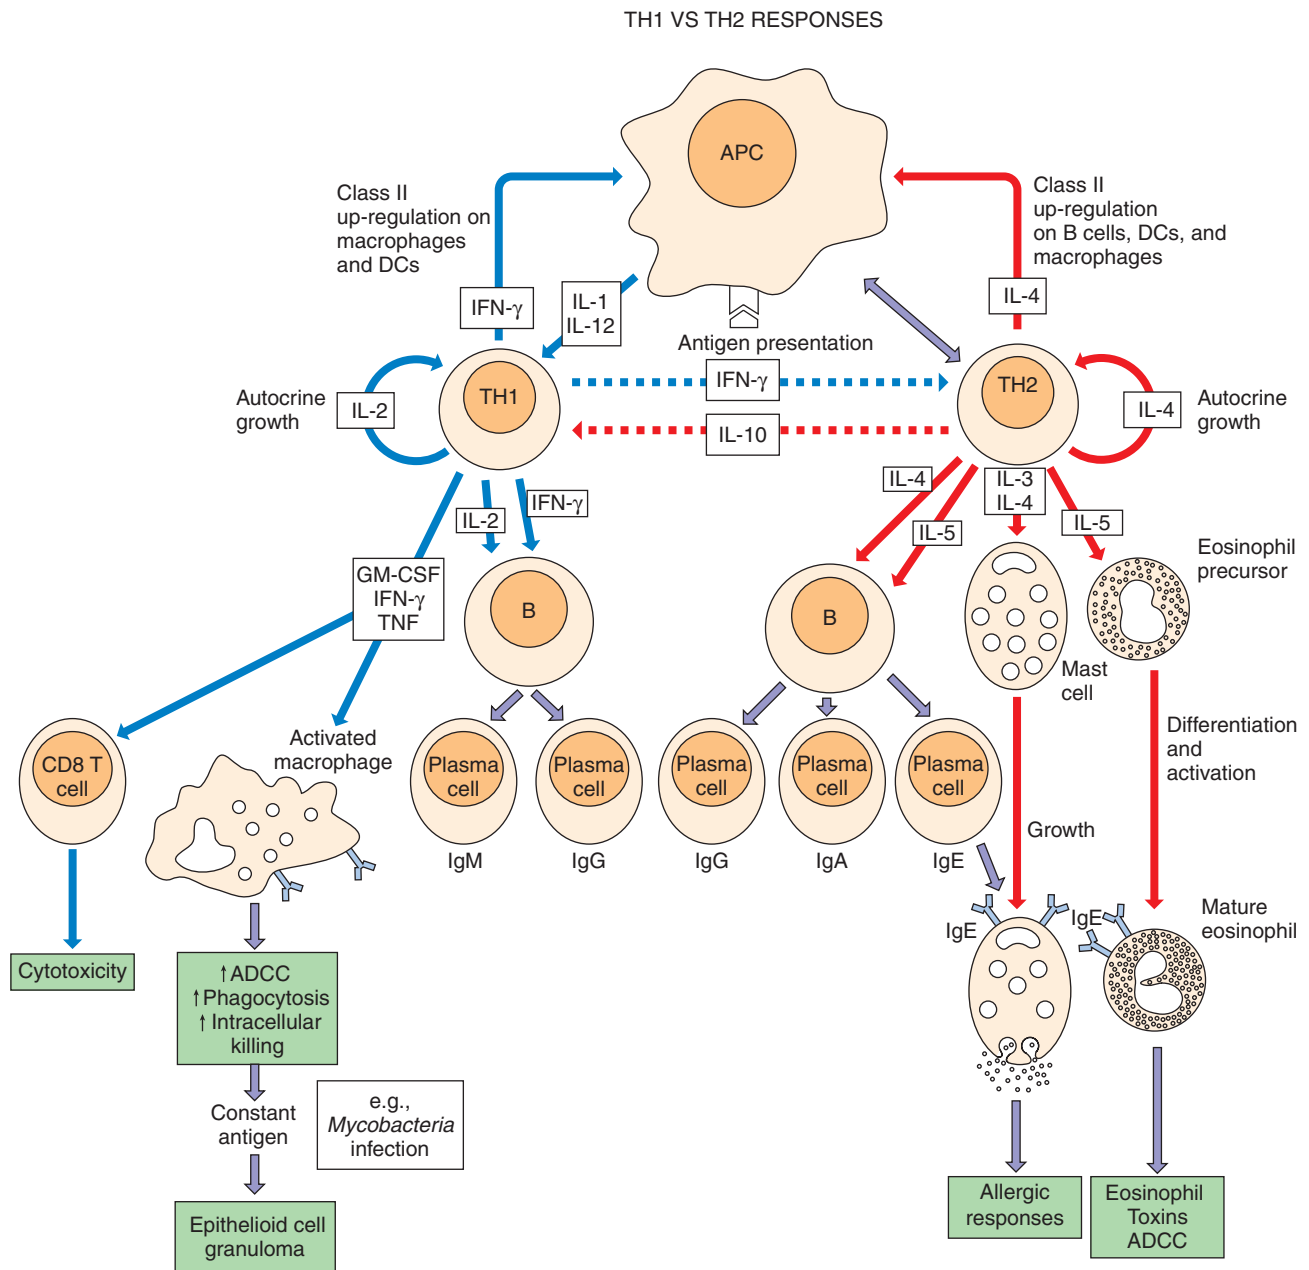 TH1 VS TH2 RESPONSES
APC
Class II
up-regulation on
macrophages
and DCs
Class II
up-regulation
on B cells, DCs, and
macrophages
IFN-γ
IL-1
IL-12
IL-4
Antigen presentation
Autocrine
growth
IL-2
TH1
IFN-γ
IL-10
TH2
IL-4
Autocrine
growth
IL-2
IFN-γ
IL-4
IL-5
IL-3
IL-4
IL-5
GM-CSF
IFN-γ
TNF
B
B
Mast
cell
Eosinophil
precursor
CD8 T
cell
Activated
macrophage
Plasma
cell
Plasma
cell
Plasma
cell
Plasma
cell
Plasma
cell
IgM
IgG
IgG
IgA
IgE
Growth
Differentiation
and
activation
IgE
IgE
Mature
eosinophil
Cytotoxicity
↑ADCC
↑Phagocytosis
↑Intracellular
killing
Constant
antigen
e.g.,
Mycobacteria
infection
Epithelioid cell
granuloma
Allergic
responses
Eosinophil
Toxins
ADCC